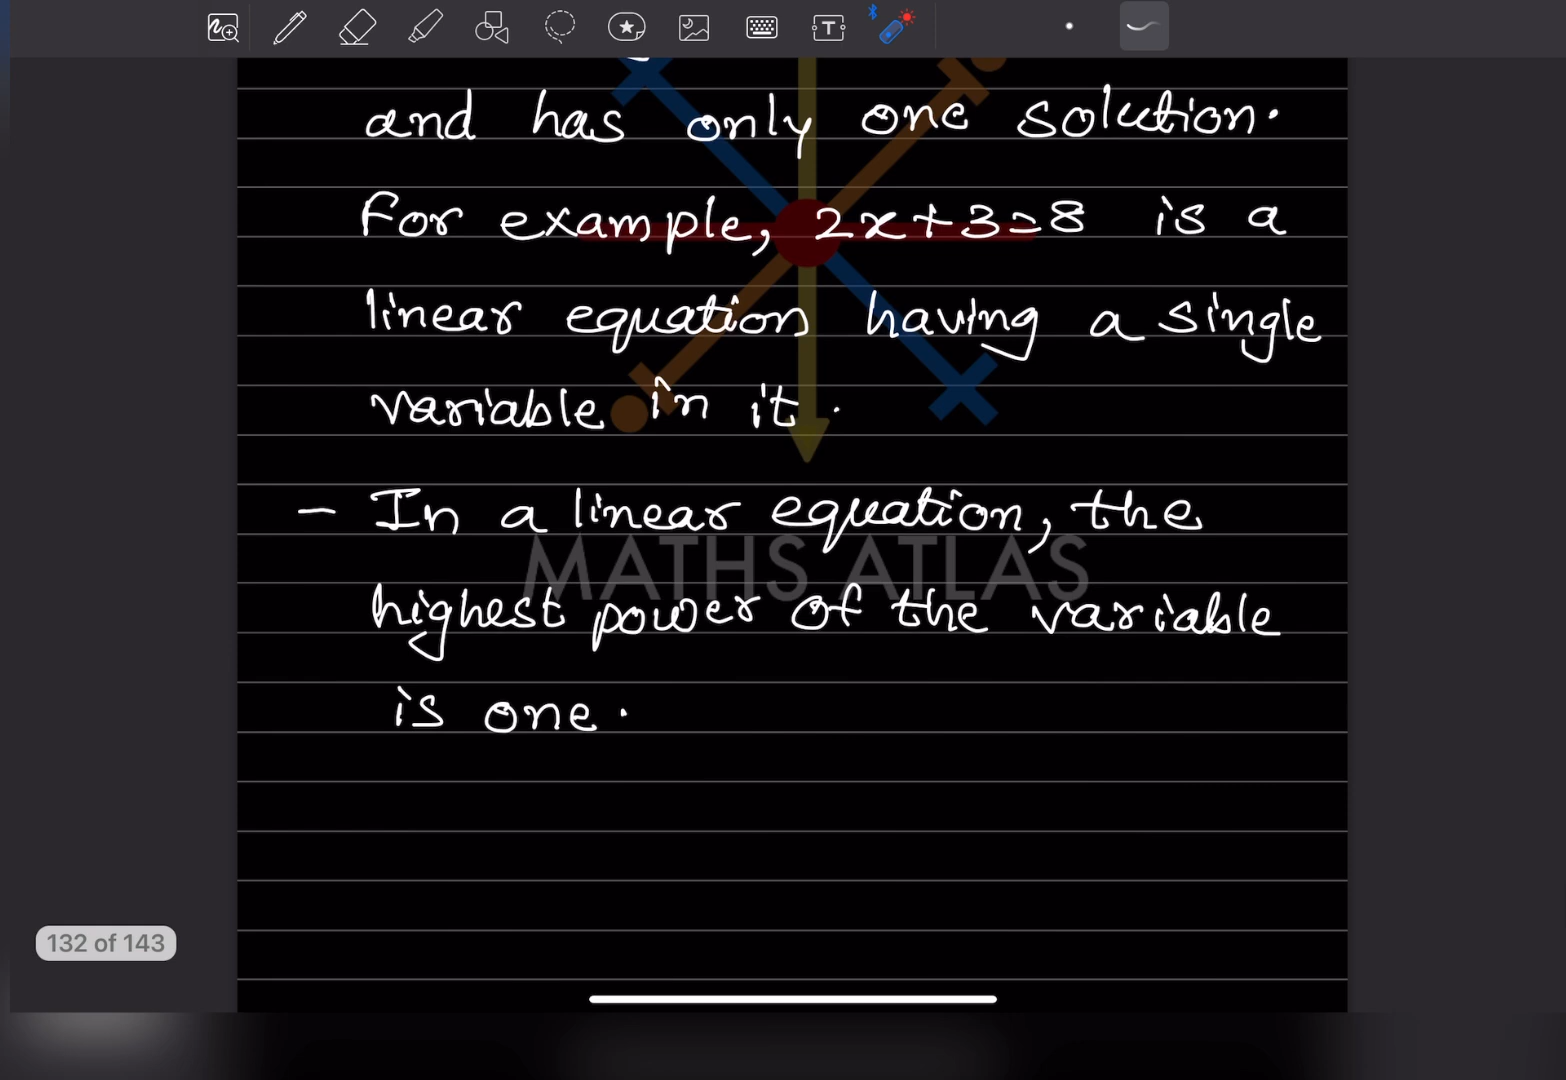 and has only one solution.
For example, 2x+3=8 is a
linear equation having a single
variable in it.
- In a linear equation, the
MATHS ATLAS
highest power of the variable
is one.
132 of 143